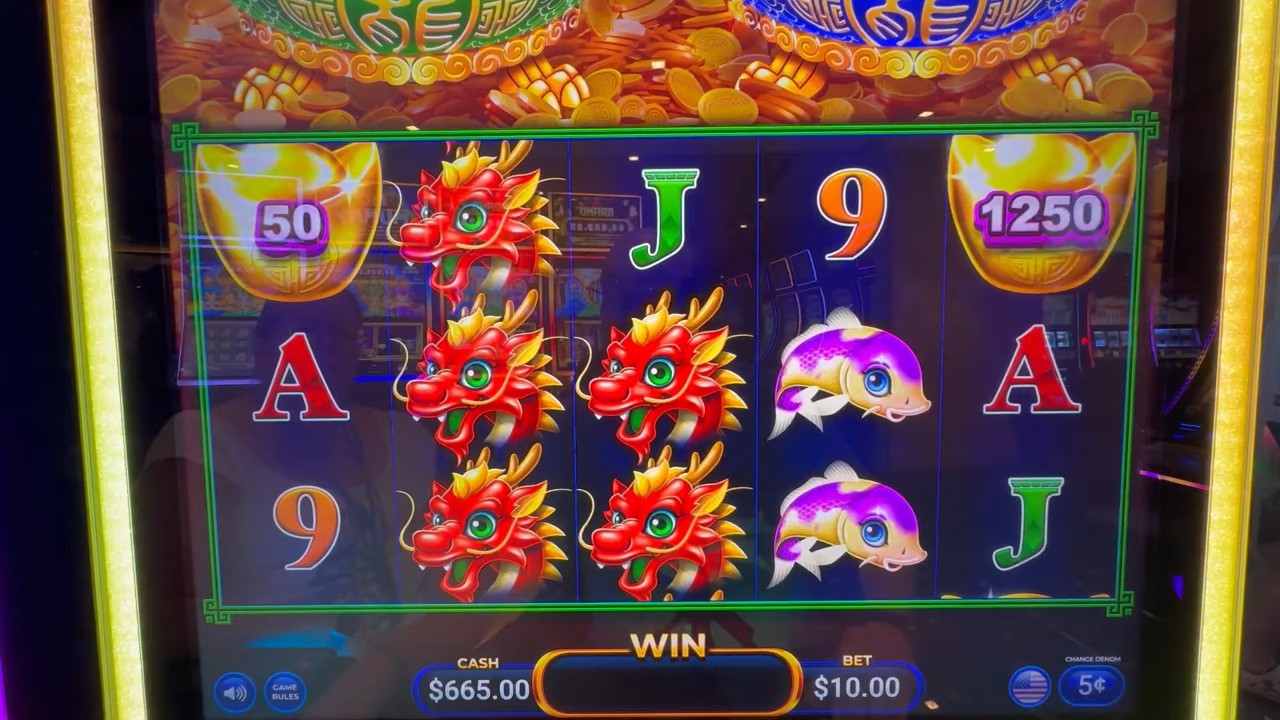 50
J
9
1250
A
A
9
J
WIN
CASH
BET
CHANGE DENOM
GAME
RULES
$665.00
$10.00
5¢